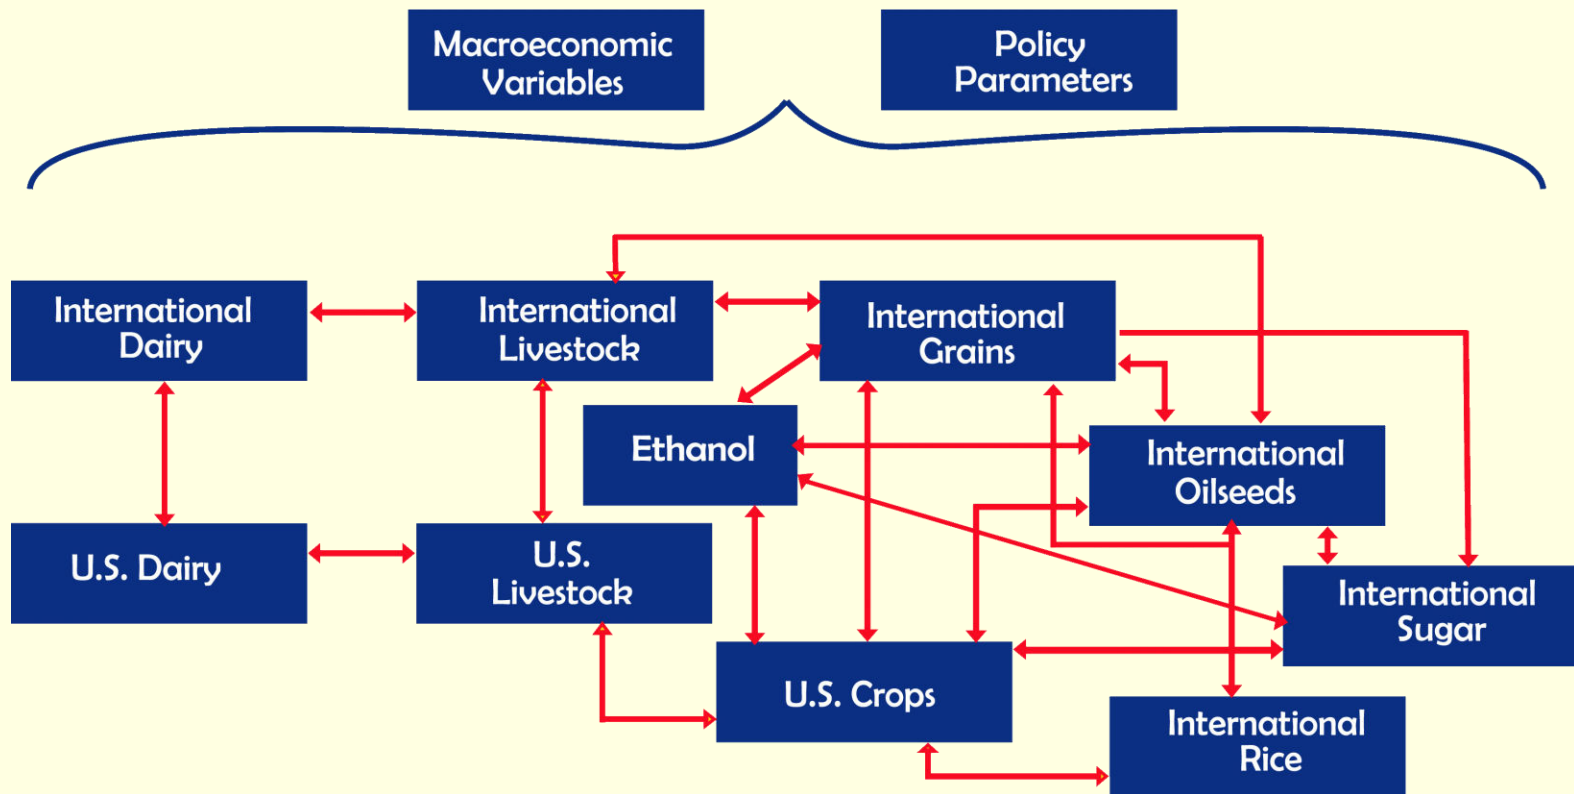 Macroeconomic
Variables
Policy
Parameters
International
Dairy
International
Livestock
International
Grains
Ethanol
International
Oilseeds
U.S. Dairy
U.S.
Livestock
International
Sugar
U.S. Crops
International
Rice